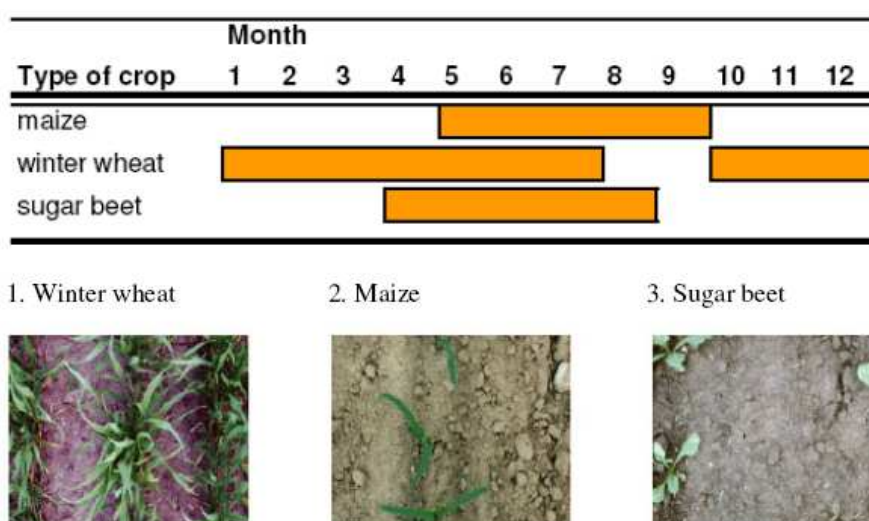 Month
Type of crop 1 2 3 4 5 6 7 8 9 10 11 12
maize
winter wheat
sugar beet
1. Winter wheat 2. Maize 3. Sugar beet